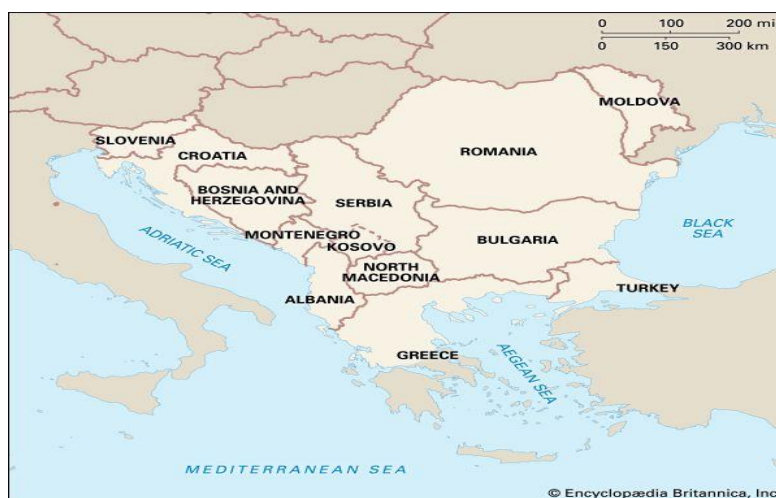 0 100 200 mi
0 150 300 km
MOLDOVA
SLOVENIA
CROATIA
ROMANIA
BOSNIA AND
HERZEGOVINA
SERBIA
BLACK
SEA
ADRIATIC SEA
MONTENEGRO
KOSOVO
BULGARIA
NORTH
MACEDONIA
ALBANIA
TURKEY
GREECE
AEGEAN SEA
MEDITERRANEAN SEA
© Encyclopædia Britannica, Inc